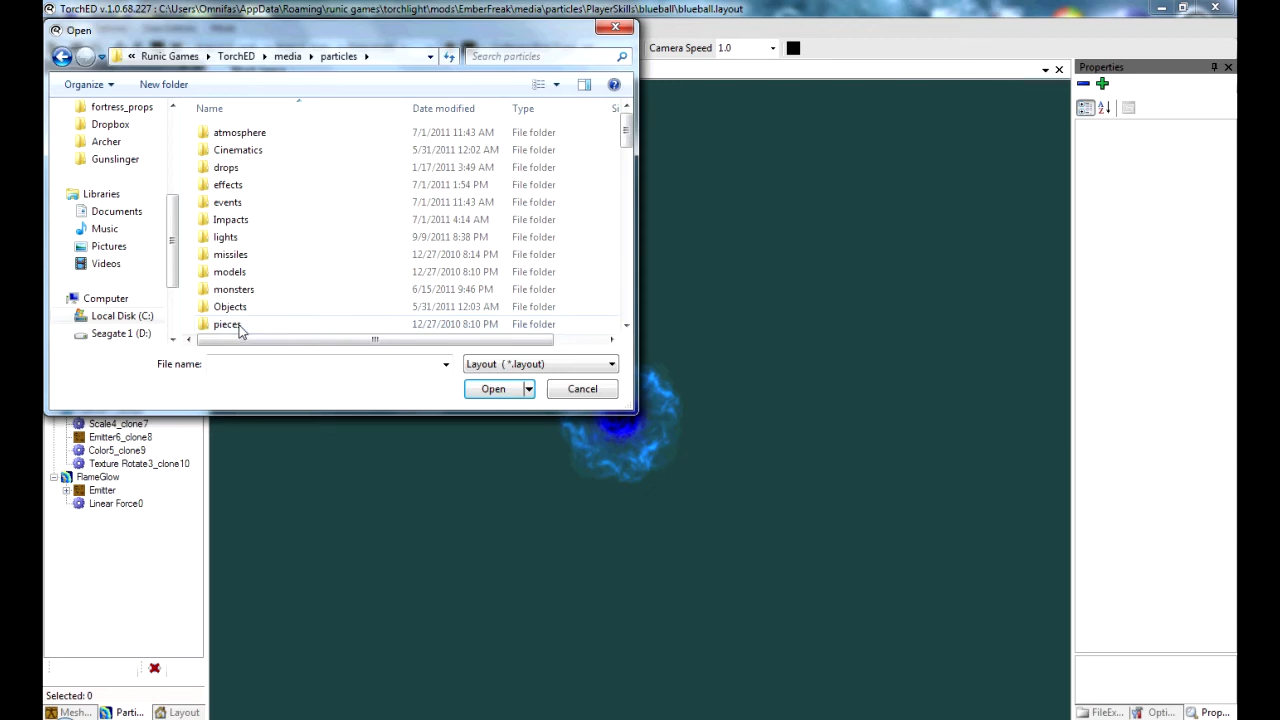 TorchED v.1.0.68.227 : C:\Users\Omnifas\AppData\Roaming\runic games\torchlight\mods\EmberFreak\media\particles\PlayerSkills\blueball\blueball.layout
Open
« Runic Games TorchED media particles
Search particles
Camera Speed 1.0
Properties
Organize
New folder
Name
Date modified
Type
Si
fortress_props
Dropbox
Archer
Gunslinger
Libraries
Documents
Music
Pictures
Videos
Computer
Local Disk (C:)
Seagate1 (D:)
atmosphere 7/1/2011 11:43 AM File folder
Cinematics 5/31/2011 12:02 AM File folder
drops 1/17/2011 3:49 AM File folder
effects 7/1/2011 1:54 PM File folder
events 7/1/2011 11:43 AM File folder
Impacts 7/1/2011 4:14 AM File folder
lights 9/9/2011 8:38 PM File folder
missiles 12/27/2010 8:14 PM File folder
models 12/27/2010 8:10 PM File folder
monsters 6/15/2011 9:46 PM File folder
Objects 5/31/2011 12:03 AM File folder
pieces 12/27/2010 8:10 PM File folder
File name:
Layout ( *.layout)
Open
Cancel
Scale4_clone7
Emitter6_clone8
Color5_clone9
Texture Rotate3_clone10
FlameGlow
Emitter
Linear Force0
Selected: 0
Mesh...
Parti...
Layout
FileEx...
Opti...
Prop...